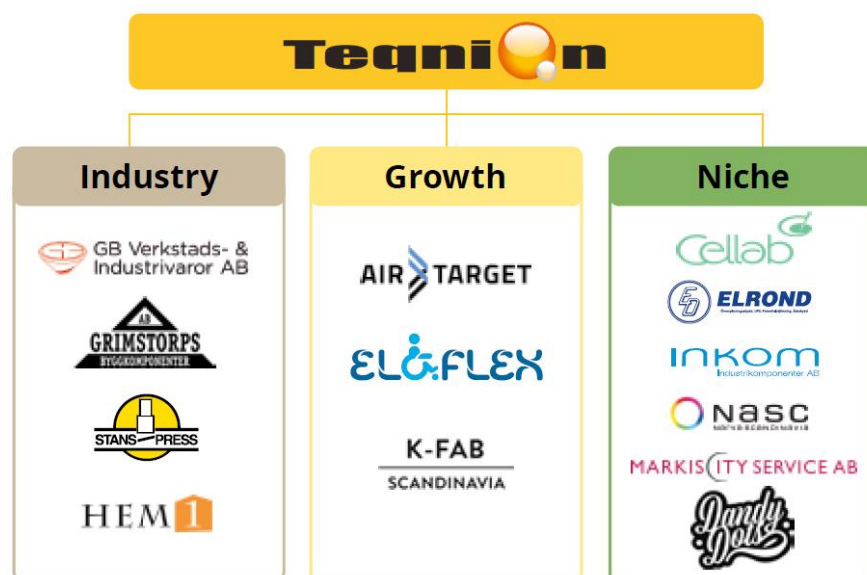 Teqnion
Industry
GB Verkstads- &
Industrivaror AB
AB
GRIMSTORPS
BYGGKOMPONENTER
STANS PRESS
HEM1
Growth
AIR TARGET
ELOFLEX
K-FAB
SCANDINAVIA
Niche
Cellab
EO ELROND
INKOM
Industrikomponenter AB
nasc
MARKISCITY SERVICE AB
Dandy
Dots